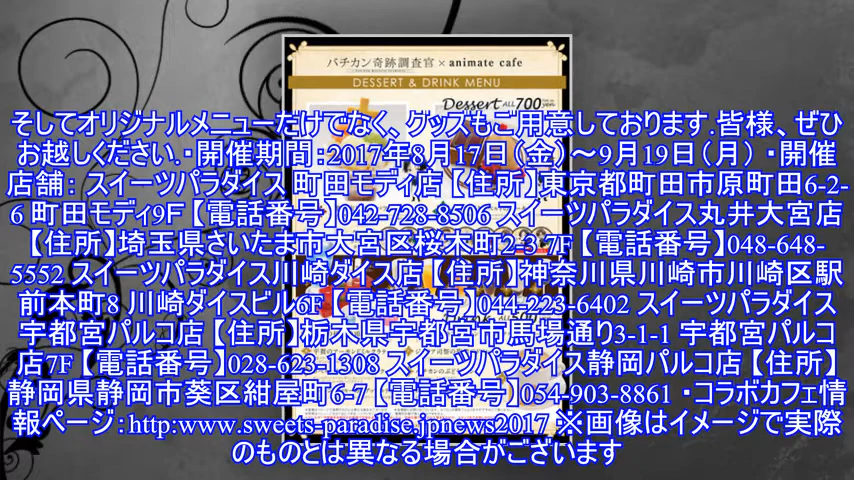 バチカン奇跡調査官×animate cafe
DESSERT & DRINK MENU
Dessert ALL700yen
そしてオリジナルメニューだけでなく、グッズもご用意しております.皆様、ぜひ
お越しください.・開催期間：2017年8月17日（金）～9月19日（月） ・開催
店舗： スイーツパラダイス 町田モディ店【住所】東京都町田市原町田6-2-
6 町田モディ9F【電話番号】042-728-8506 スイーツパラダイス丸井大宮店
【住所】埼玉県さいたま市大宮区桜木町2-3 7F【電話番号】048-648-
5552 スイーツパラダイス川崎ダイス店 【住所】神奈川県川崎市川崎区駅
前本町8 川崎ダイスビル6F【電話番号】044-223-6402 スイーツパラダイス
宇都宮パルコ店 【住所】栃木県宇都宮市馬場通り3-1-1 宇都宮パルコ
店7F【電話番号】028-623-1308 スイーツパラダイス静岡パルコ店【住所】
静岡県静岡市葵区紺屋町6-7【電話番号】054-903-8861 ・コラボカフェ情
報ページ：http:www.sweets-paradise.jpnews2017 ※画像はイメージで実際
のものとは異なる場合がございます